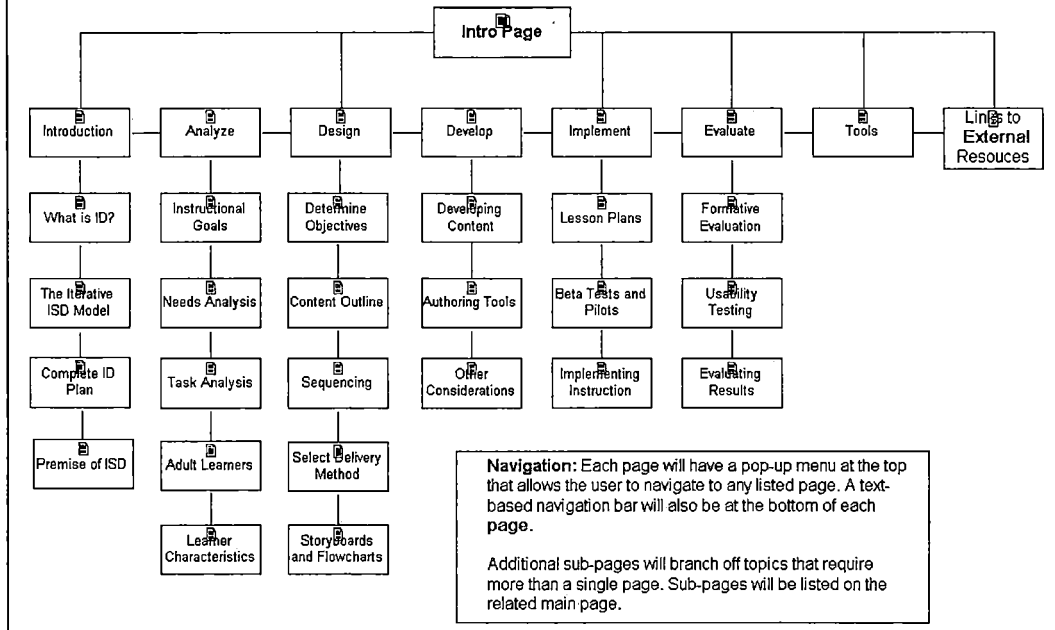 Intro Page
Introduction
Analyze
Design
Develop
Implement
Evaluate
Tools
Links to
External
Resouces
What is ID?
Instructional
Goals
Determine
Objectives
Developing
Content
Lesson Plans
Formative
Evaluation
The Iterative
ISD Model
Needs Analysis
Content Outline
Authoring Tools
Beta Tests and
Pilots
Usability
Testing
Complete ID
Plan
Task Analysis
Sequencing
Other
Considerations
Implementing
Instruction
Evaluating
Results
Premise of ISD
Adult Learners
Select Delivery
Method
Learner
Characteristics
Storyboards
and Flowcharts
Navigation: Each page will have a pop-up menu at the top
that allows the user to navigate to any listed page. A text-
based navigation bar will also be at the bottom of each
page.
Additional sub-pages will branch off topics that require
more than a single page. Sub-pages will be listed on the
related main page.